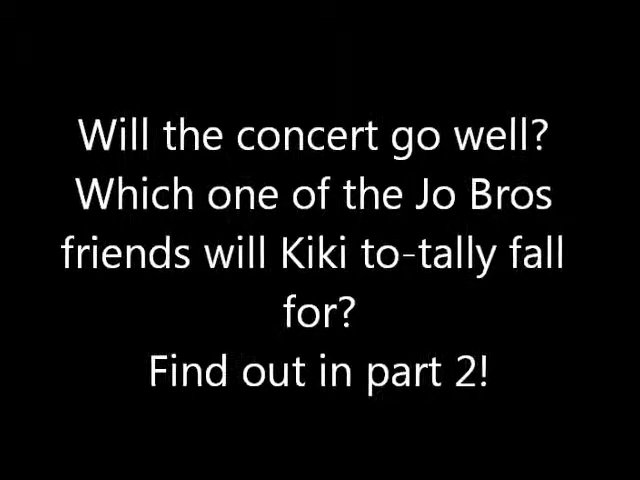 Will the concert go well?
Which one of the Jo Bros
friends will Kiki to-tally fall
for?
Find out in part 2!